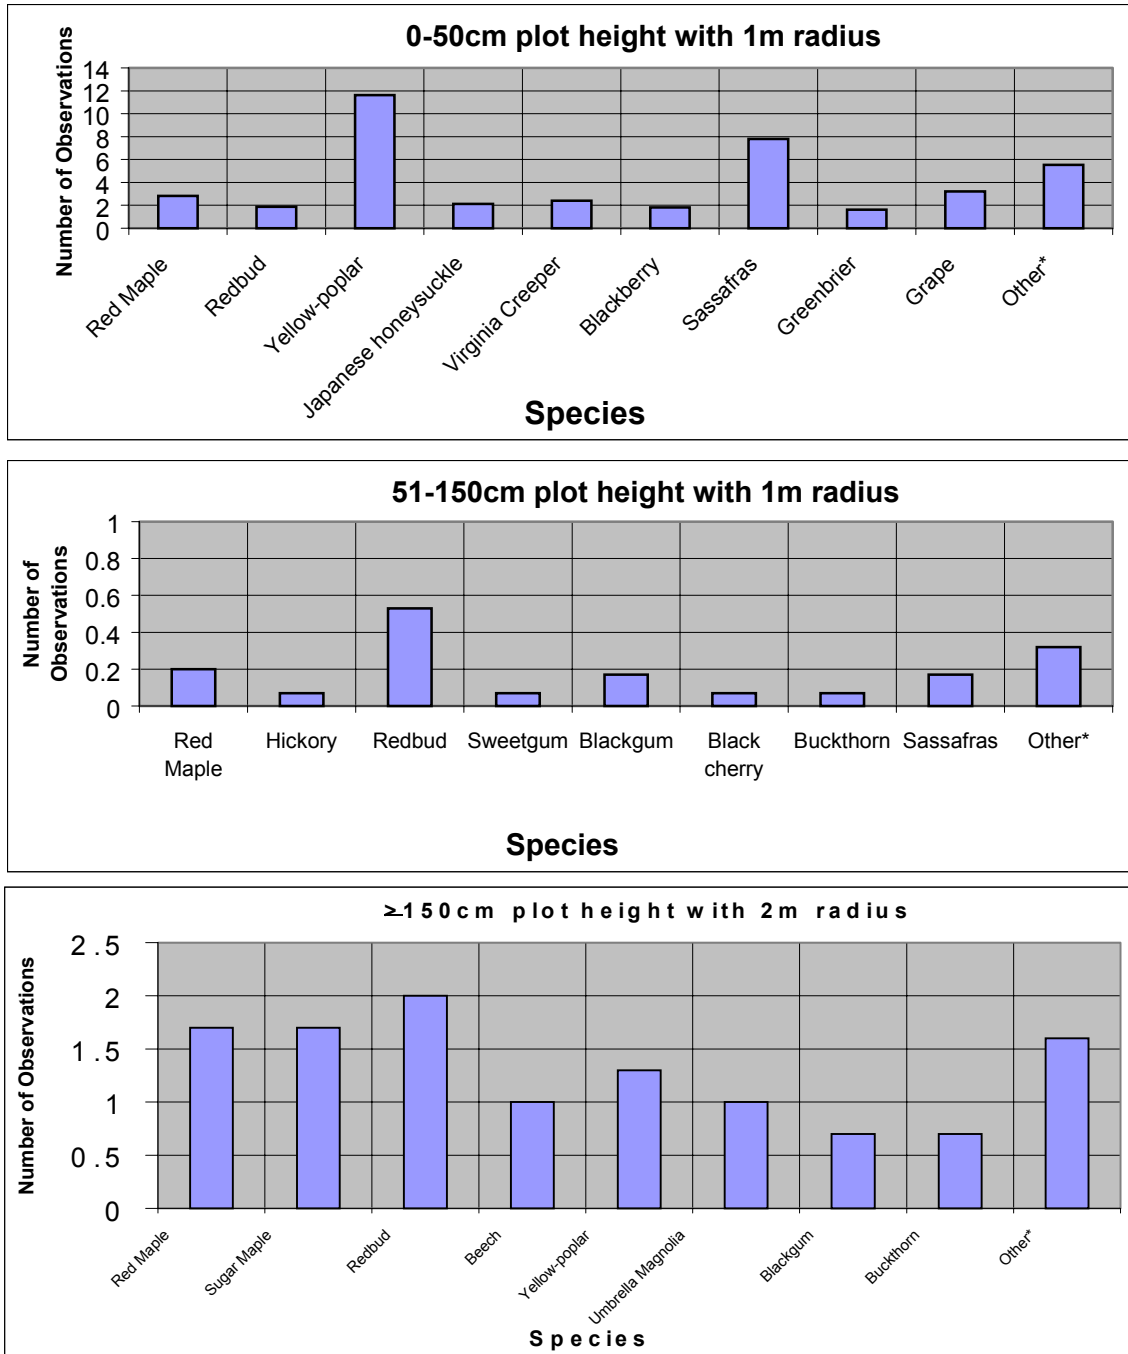 0-50cm plot height with 1m radius
Number of Observations
14
12
10
8
6
4
2
0
Red Maple
Redbud
Yellow-poplar
Japanese honeysuckle
Virginia Creeper
Blackberry
Sassafras
Greenbrier
Grape
Other*
Species
51-150cm plot height with 1m radius
Number of
Observations
1
0.8
0.6
0.4
0.2
0
Red
Maple
Hickory
Redbud
Sweetgum
Blackgum
Black
cherry
Buckthorn
Sassafras
Other*
Species
≥150cm plot height with 2m radius
Number of Observations
2.5
2
1.5
1
0.5
0
Red Maple
Sugar Maple
Redbud
Beech
Yellow-poplar
Umbrella Magnolia
Blackgum
Buckthorn
Other*
Species